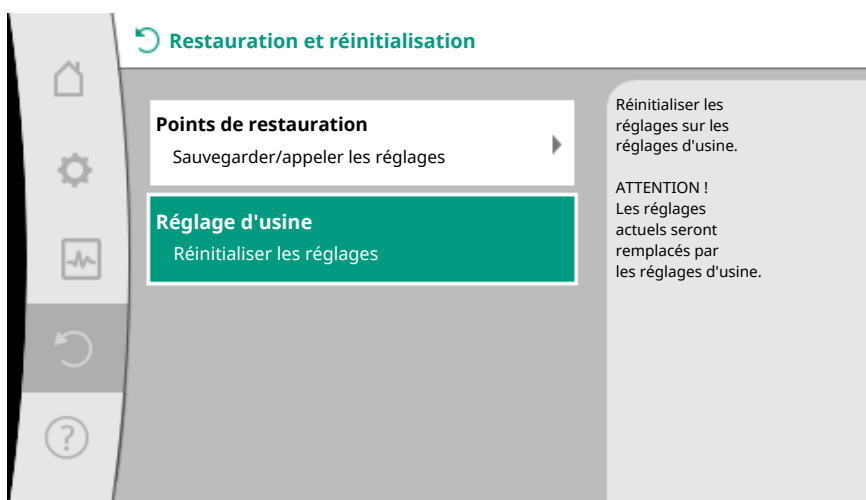 Restauration et réinitialisation
Points de restauration
Sauvegarder/appeler les réglages
Réglage d'usine
Réinitialiser les réglages
Réinitialiser les
réglages sur les
réglages d'usine.
ATTENTION !
Les réglages
actuels seront
remplacés par
les réglages d'usine.
?